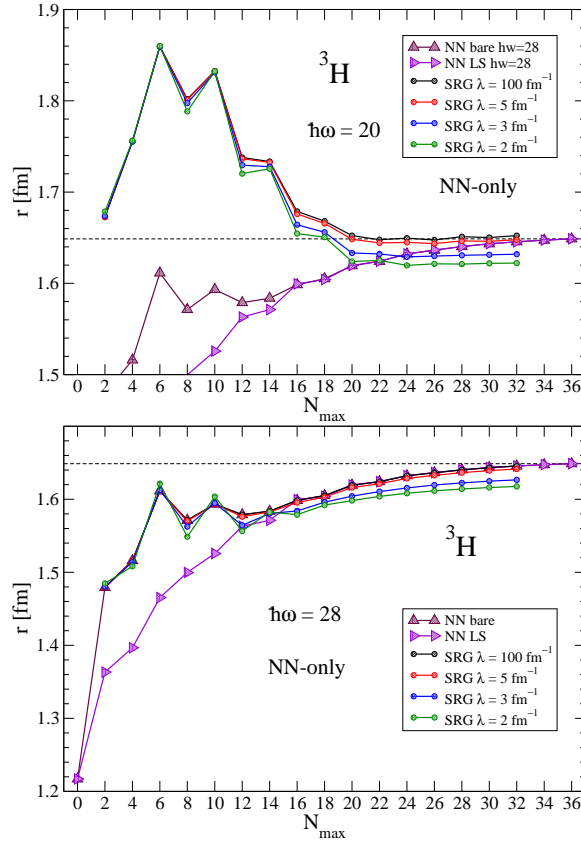 1.9
1.8
1.7
1.6
1.5
r [fm]
³H
ħω = 20
NN-only
NN bare hw=28
NN LS hw=28
SRG λ = 100 fm⁻¹
SRG λ = 5 fm⁻¹
SRG λ = 3 fm⁻¹
SRG λ = 2 fm⁻¹
0 2 4 6 8 10 12 14 16 18 20 22 24 26 28 30 32 34 36
N_max
1.6
1.5
1.4
1.3
1.2
r [fm]
³H
ħω = 28
NN-only
NN bare
NN LS
SRG λ = 100 fm⁻¹
SRG λ = 5 fm⁻¹
SRG λ = 3 fm⁻¹
SRG λ = 2 fm⁻¹
0 2 4 6 8 10 12 14 16 18 20 22 24 26 28 30 32 34 36
N_max